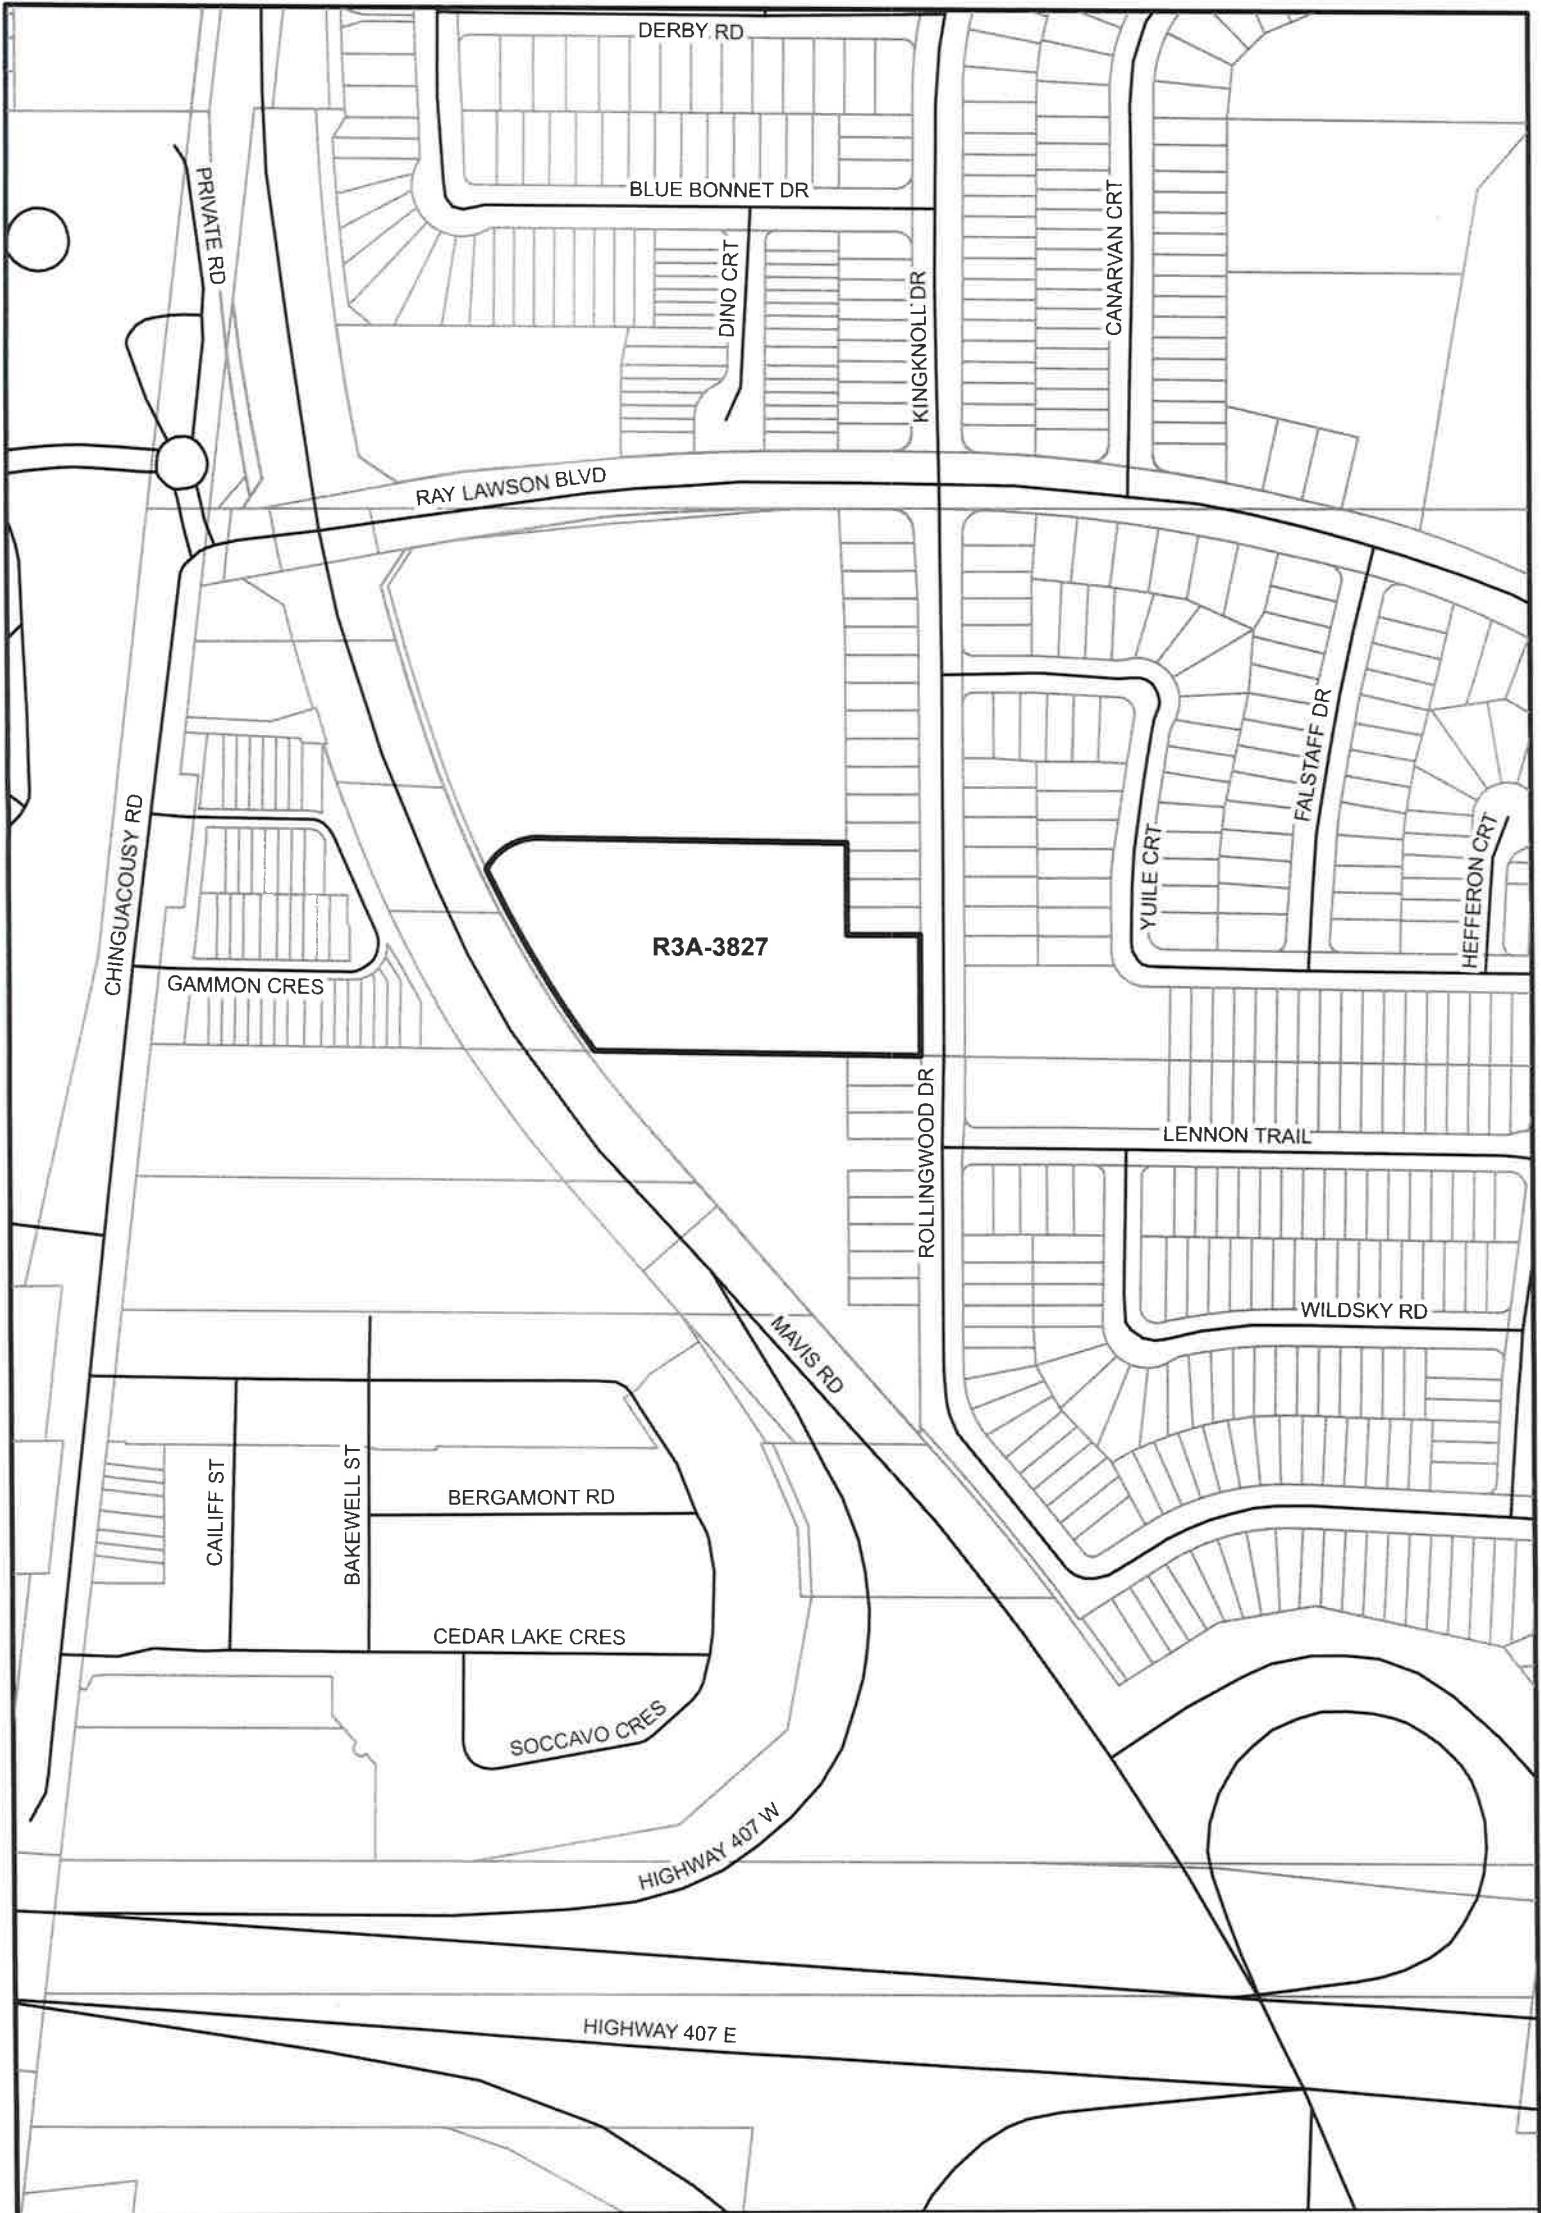 DERBY RD
PRIVATE RD
BLUE BONNET DR
CANARVAN CRT
DINO CRT
KINGKNOLL DR
RAY LAWSON BLVD
FALSTAFF DR
CHINGUACOUSY RD
YUILE CRT
HEFFERON CRT
R3A-3827
GAMMON CRES
ROLLINGWOOD DR
LENNON TRAIL
WILDSKY RD
MAVIS RD
CAILIFF ST
BAKEWELL ST
BERGAMONT RD
CEDAR LAKE CRES
SOCCAVO CRES
HIGHWAY 407 W
HIGHWAY 407 E